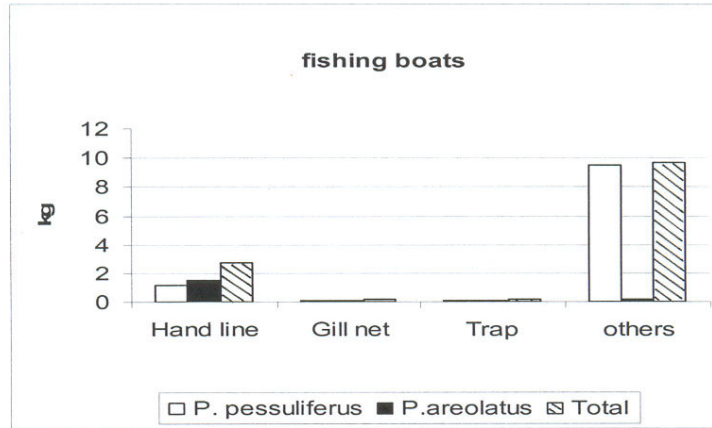 fishing boats
12
10
8
6
4
2
0
kg
Hand line Gill net Trap others
P. pessuliferus P.areolatus Total